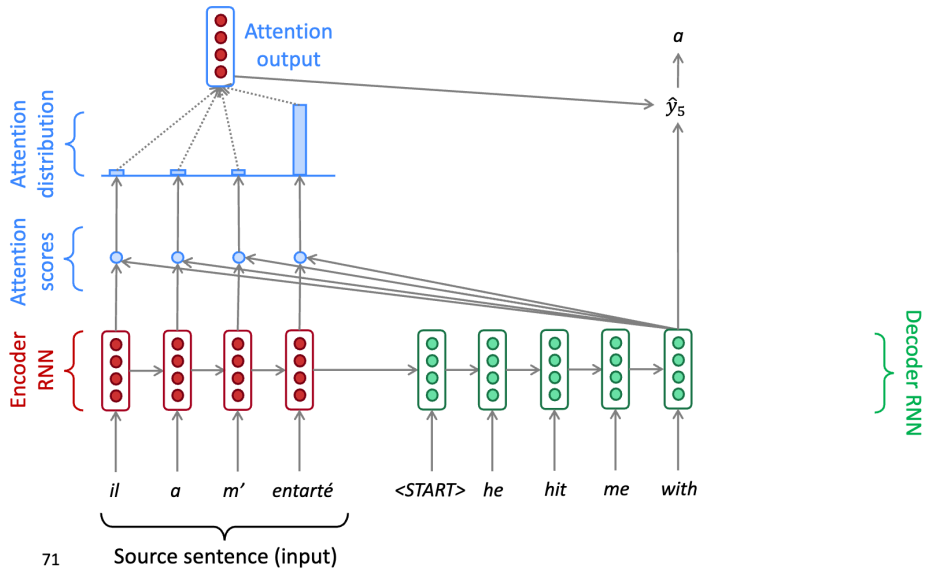 Attention
output
a
ŷ₅
Attention
distribution
Attention
scores
Encoder
RNN
Decoder RNN
il a m’ entarté <START> he hit me with
Source sentence (input)
71